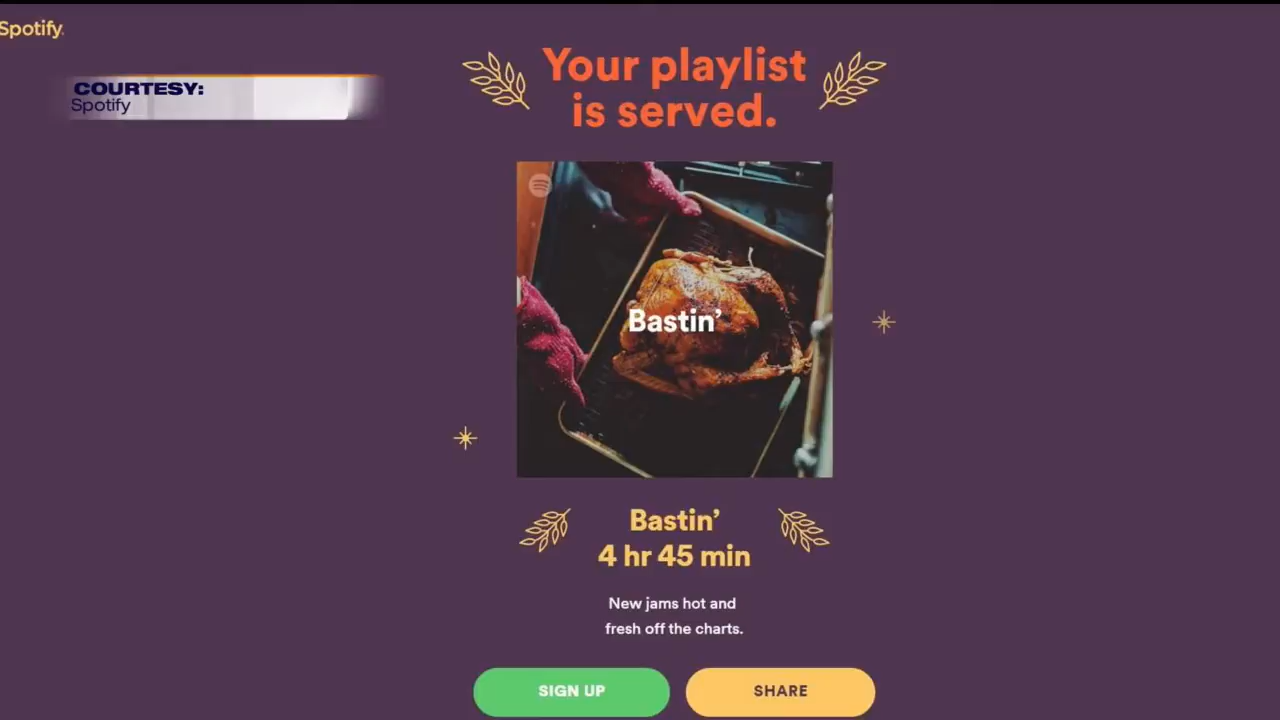 Spotify
COURTESY:
Spotify
Your playlist
is served.
Bastin’
Bastin’
4 hr 45 min
New jams hot and
fresh off the charts.
SIGN UP
SHARE